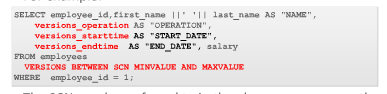 SELECT employee_id,first_name ||' '|| last_name AS "NAME",
versions_operation AS "OPERATION",
versions_starttime AS "START_DATE",
versions_endtime AS "END_DATE", salary
FROM employees
VERSIONS BETWEEN SCN MINVALUE AND MAXVALUE
WHERE employee_id = 1;